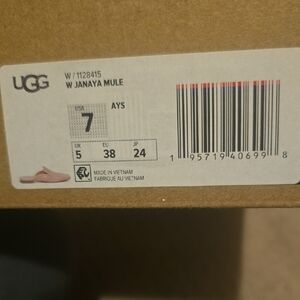 UGG
W / 1128415
W JANAYA MULE
USA
7
AYS
UK EU JP
5 38 24
MADE IN VIETNAM
FABRIQUE AU VIETNAM
1 95719 40699 8